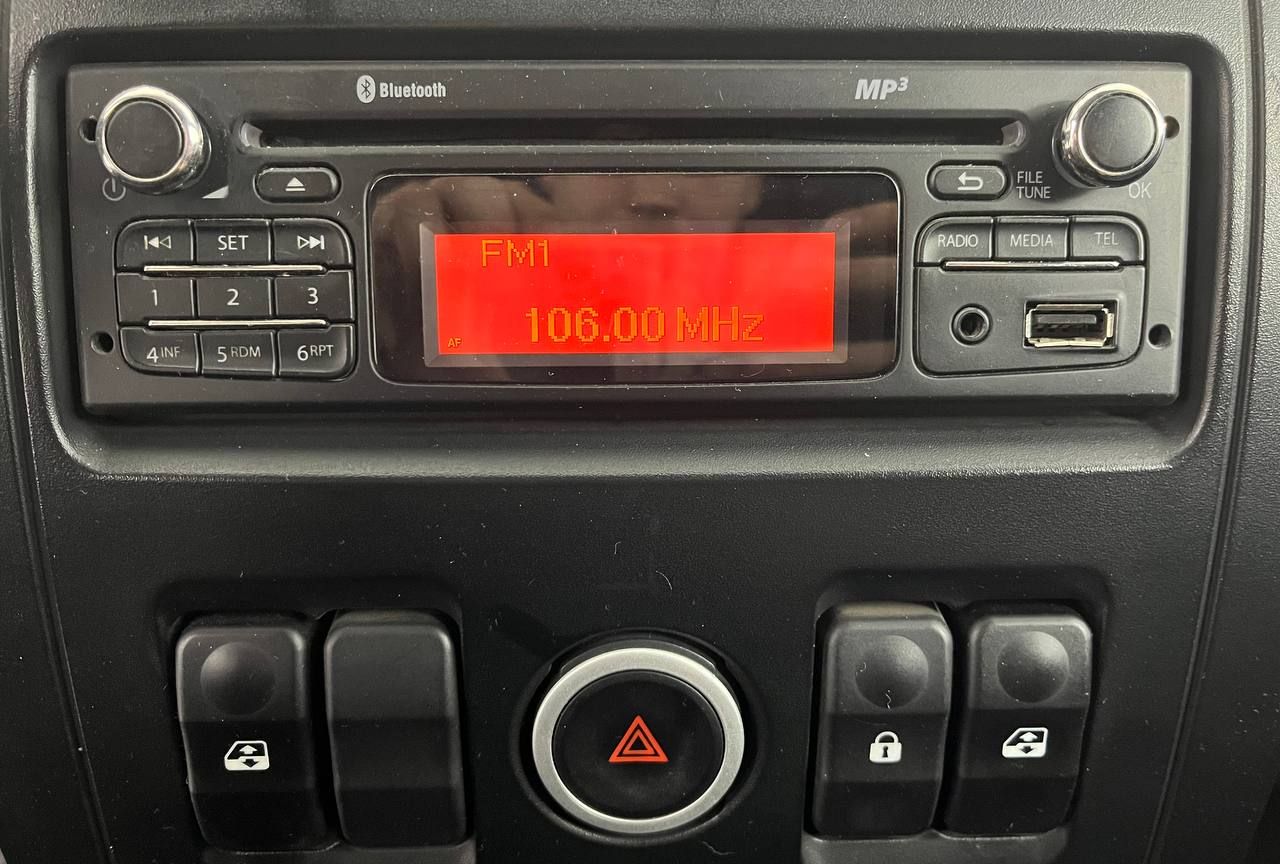 Bluetooth
MP3
FILE
TUNE
OK
SET
RADIO MEDIA TEL
FM1
1 2 3
106.00 MHz
AF
4 INF 5 RDM 6 RPT